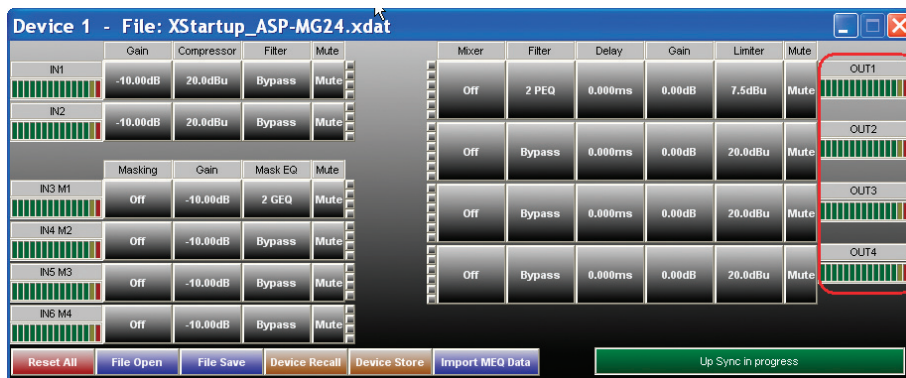 Device 1 - File: XStartup_ASP-MG24.xdat
Gain Compressor Filter Mute
IN1
-10.00dB 20.0dBu Bypass Mute
IN2
-10.00dB 20.0dBu Bypass Mute
Masking Gain Mask EQ Mute
IN3 M1
Off -10.00dB 2 GEQ Mute
IN4 M2
Off -10.00dB Bypass Mute
IN5 M3
Off -10.00dB Bypass Mute
IN6 M4
Off -10.00dB Bypass Mute
Mixer Filter Delay Gain Limiter Mute
OUT1
Off 2 PEQ 0.000ms 0.00dB 7.5dBu Mute
OUT2
Off Bypass 0.000ms 0.00dB 20.0dBu Mute
OUT3
Off Bypass 0.000ms 0.00dB 20.0dBu Mute
OUT4
Off Bypass 0.000ms 0.00dB 20.0dBu Mute
Reset All File Open File Save Device Recall Device Store Import MEQ Data Up Sync in progress